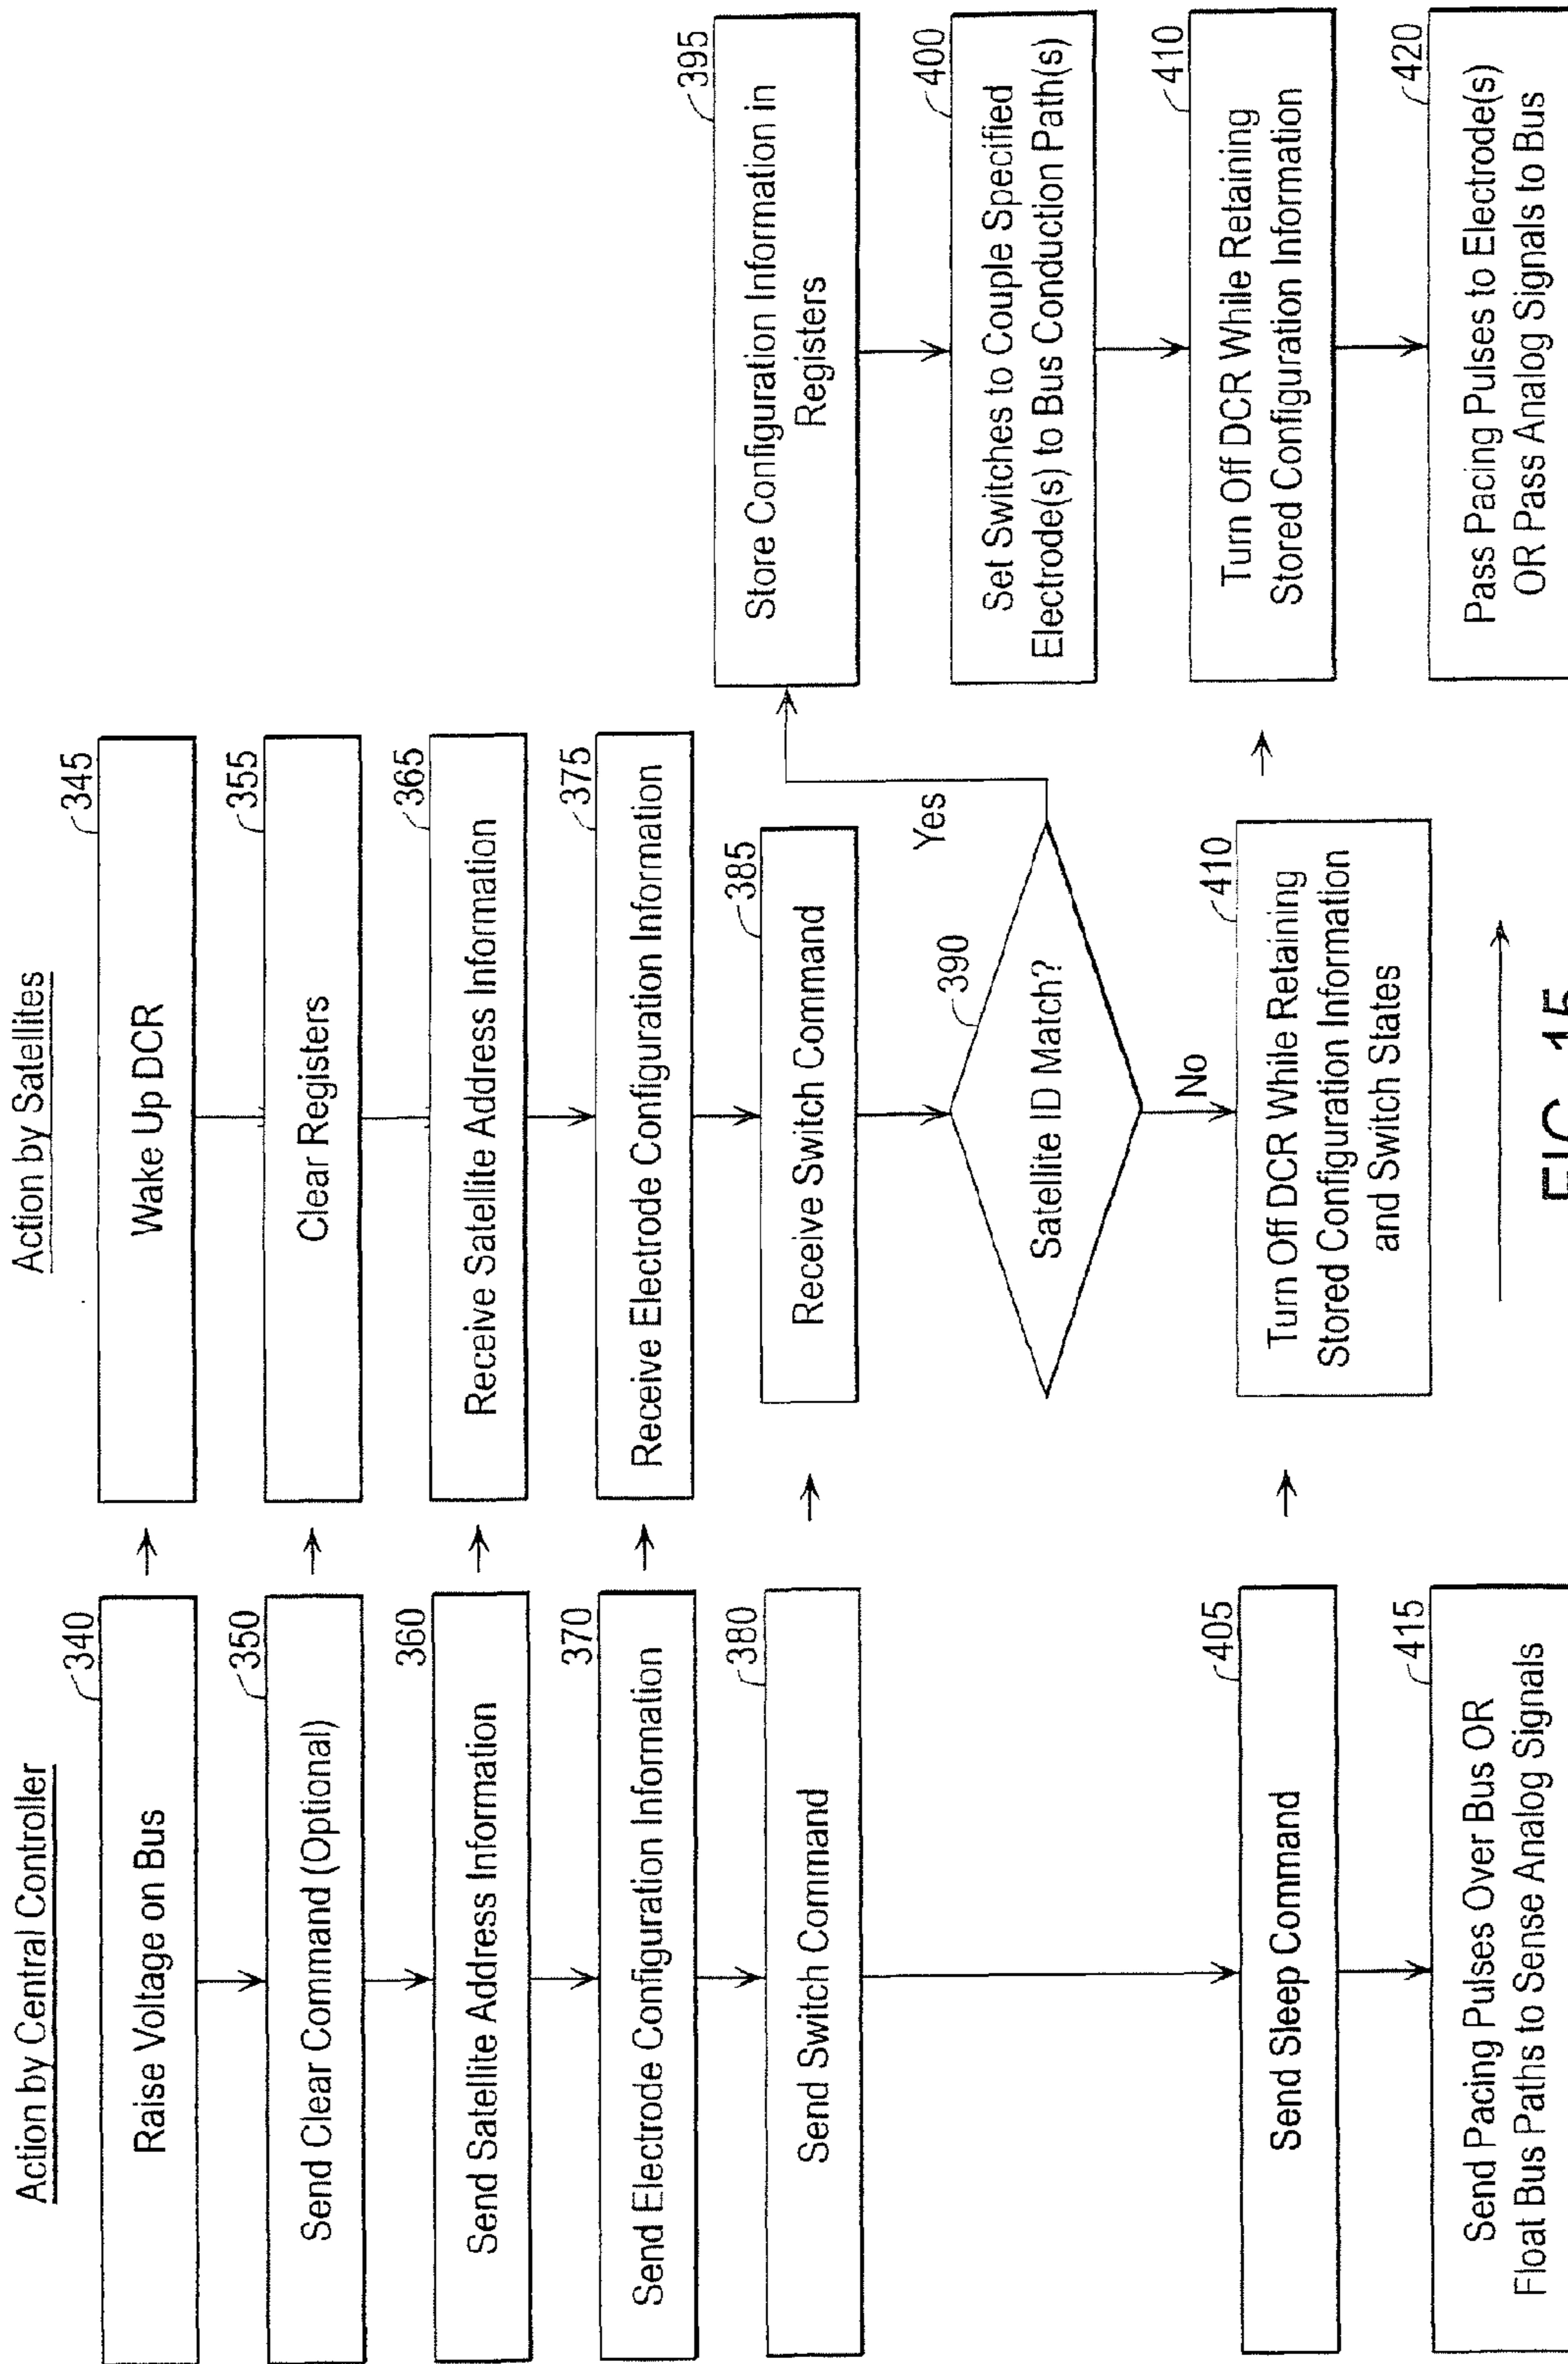 Action by Central Controller
340
Raise Voltage on Bus
350
Send Clear Command (Optional)
360
Send Satellite Address Information
370
Send Electrode Configuration Information
380
Send Switch Command
405
Send Sleep Command
415
Send Pacing Pulses Over Bus OR
Float Bus Paths to Sense Analog Signals
Action by Satellites
345
Wake Up DCR
355
Clear Registers
365
Receive Satellite Address Information
375
Receive Electrode Configuration Information
385
Receive Switch Command
390
Satellite ID Match?
Yes
No
410
Turn Off DCR While Retaining
Stored Configuration Information
and Switch States
395
Store Configuration Information in
Registers
400
Set Switches to Couple Specified
Electrode(s) to Bus Conduction Path(s)
410
Turn Off DCR While Retaining
Stored Configuration Information
420
Pass Pacing Pulses to Electrode(s)
OR Pass Analog Signals to Bus
FIG. 15